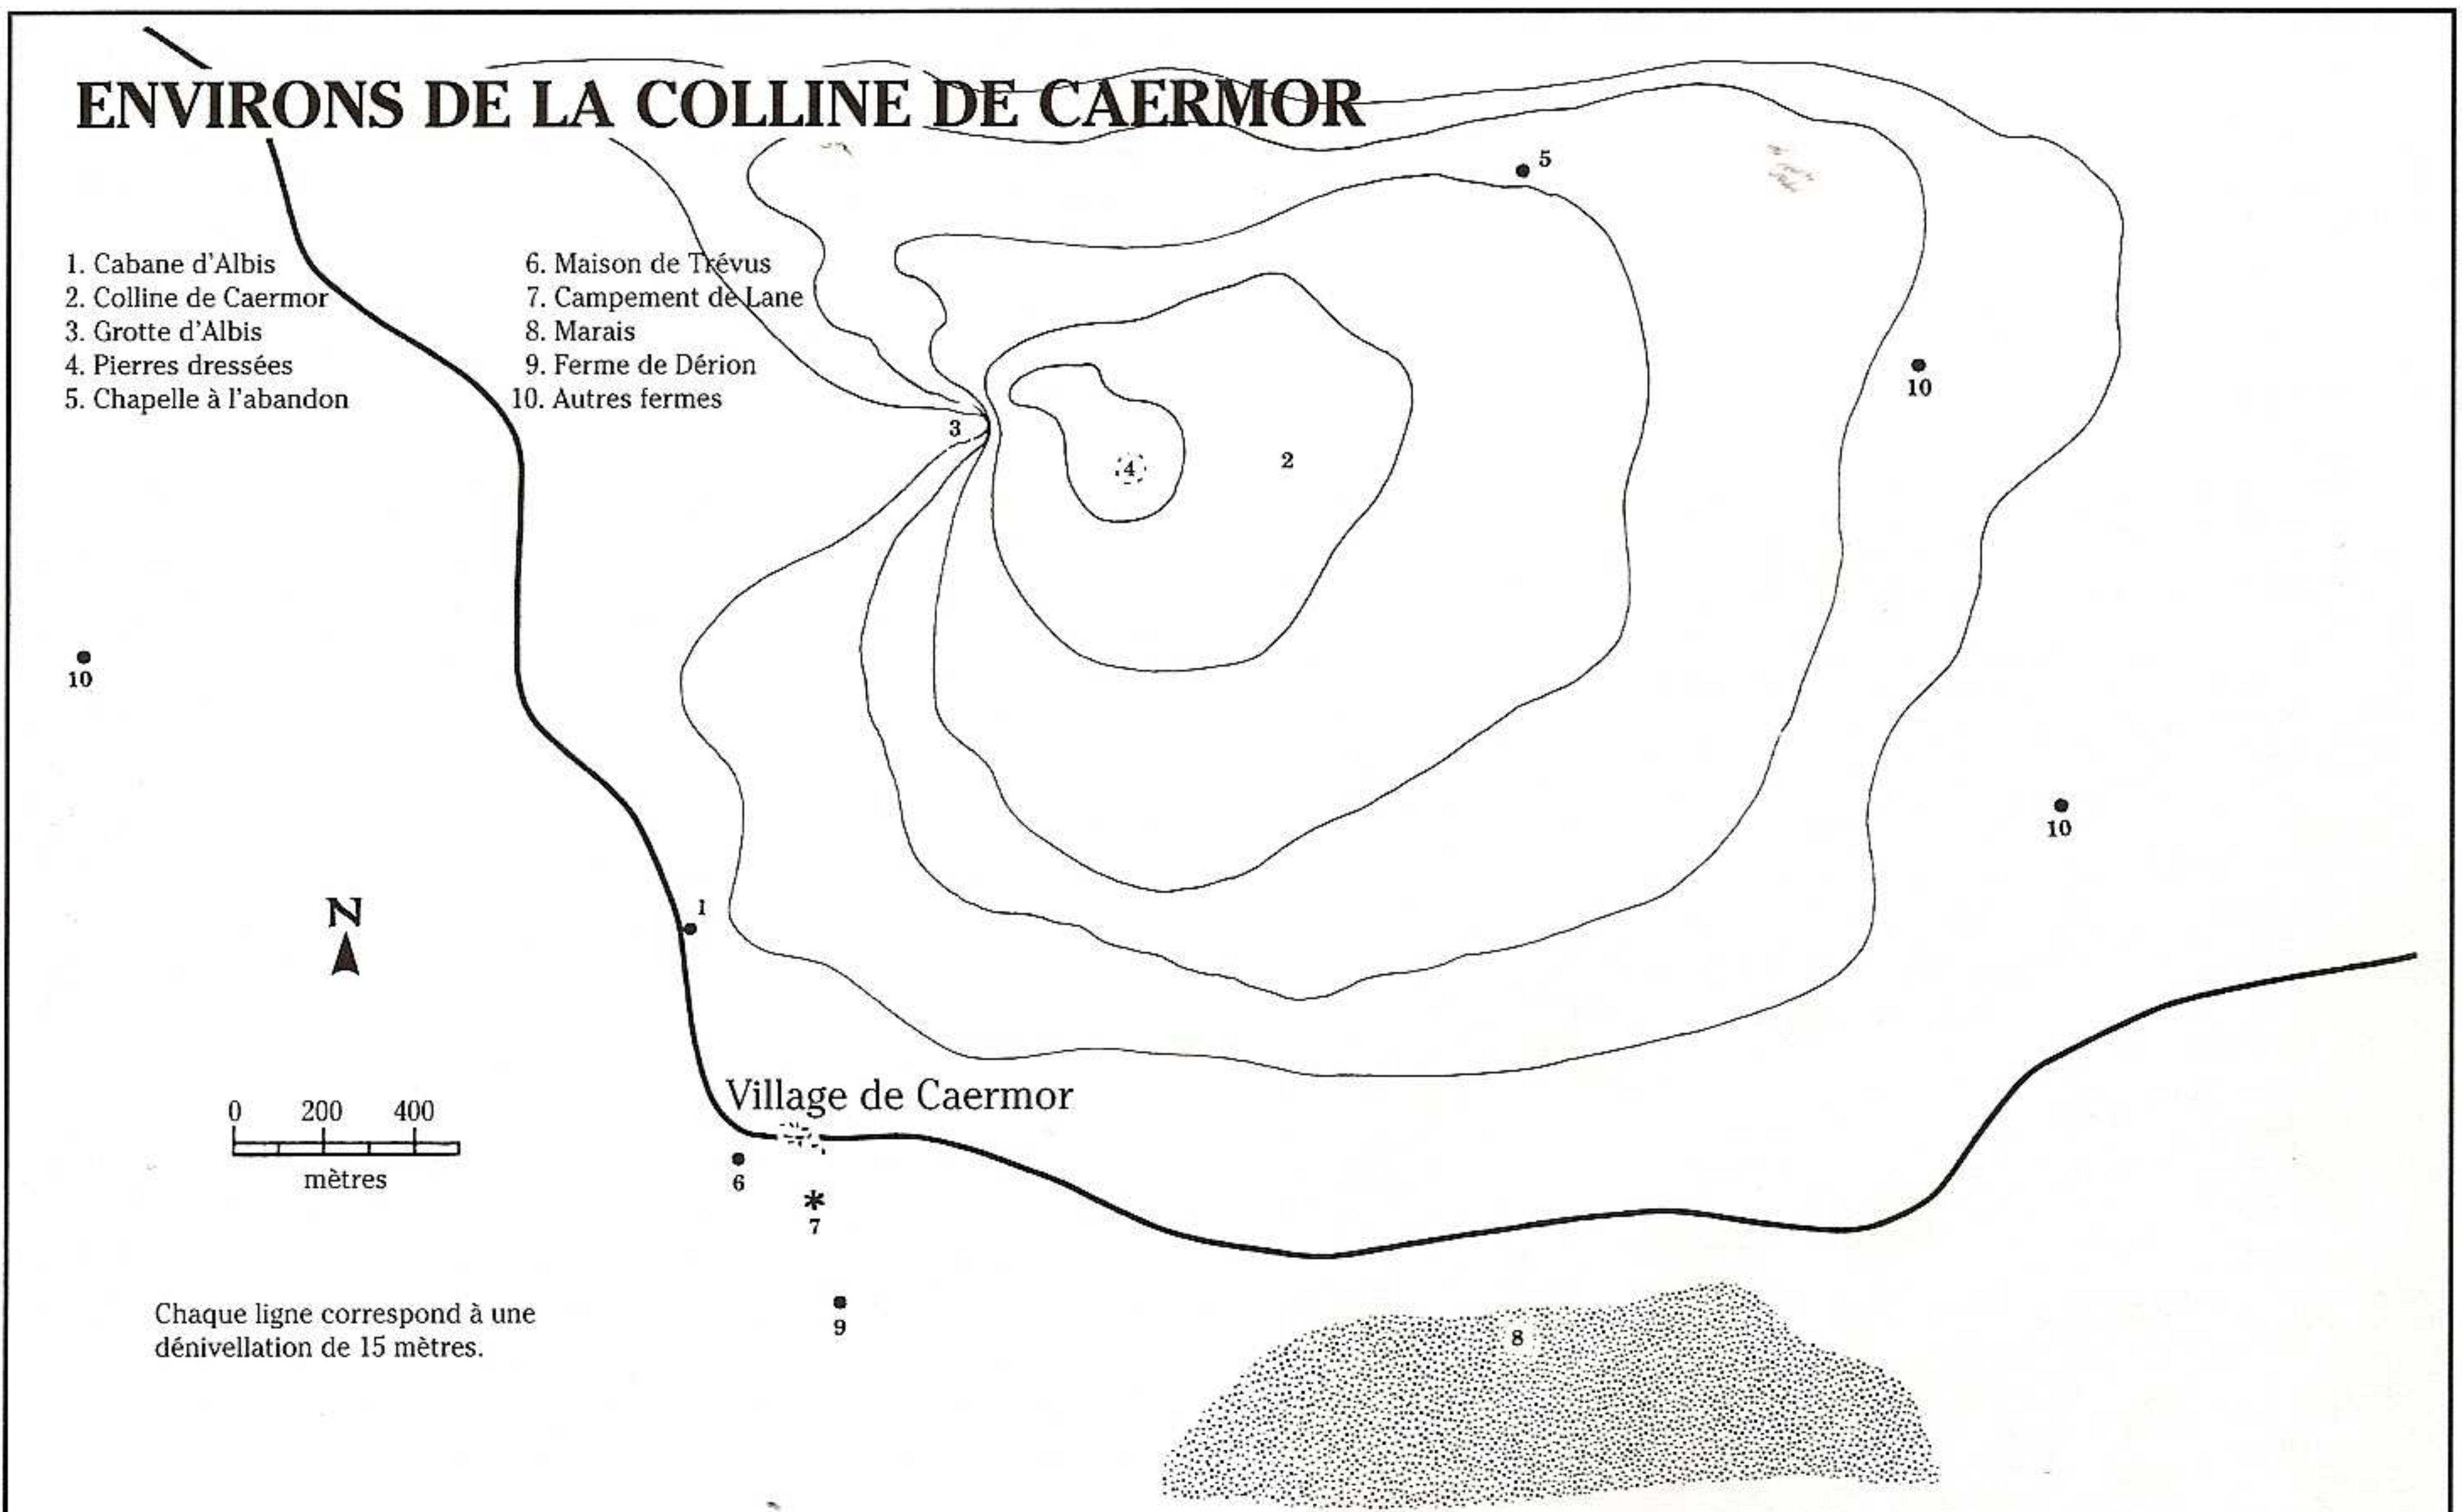 ENVIRONS DE LA COLLINE DE CAERMOR
1. Cabane d'Albis
2. Colline de Caermor
3. Grotte d'Albis
4. Pierres dressées
5. Chapelle à l'abandon
6. Maison de Trévus
7. Campement de Lane
8. Marais
9. Ferme de Dérion
10. Autres fermes
5
10
3
4
2
10
10
1
N
Village de Caermor
0 200 400
mètres
6
7
9
8
Chaque ligne correspond à une
dénivellation de 15 mètres.